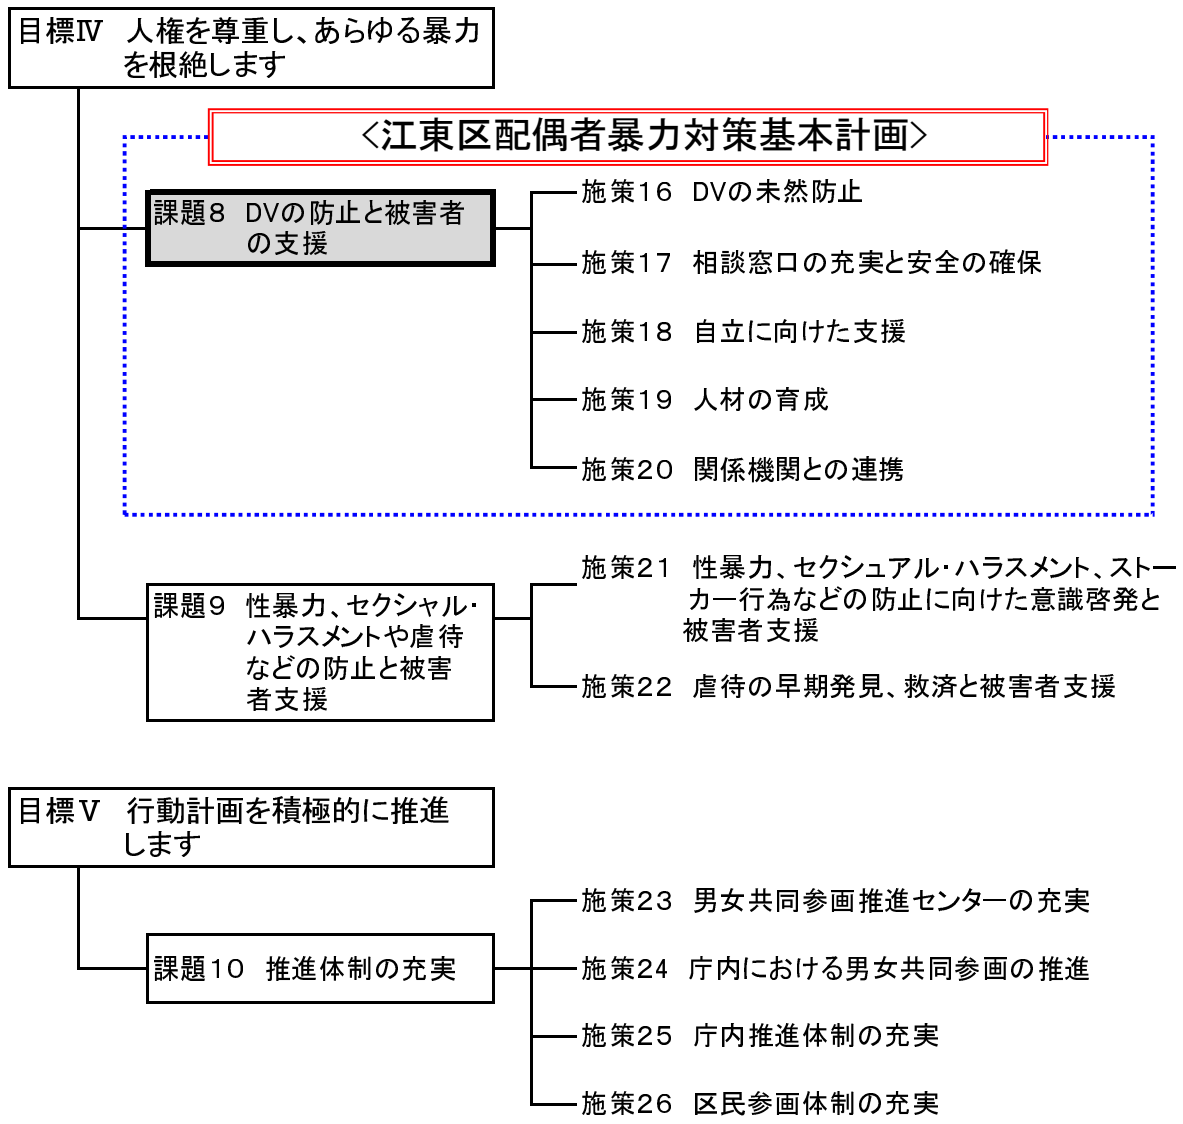 目標Ⅳ　人権を尊重し、あらゆる暴力
を根絶します
<江東区配偶者暴力対策基本計画>
課題８　DVの防止と被害者
の支援
施策１６　DVの未然防止
施策１７　相談窓口の充実と安全の確保
施策１８　自立に向けた支援
施策１９　人材の育成
施策２０　関係機関との連携
課題９　性暴力、セクシャル・
ハラスメントや虐待
などの防止と被害
者支援
施策２１　性暴力、セクシュアル・ハラスメント、ストー
カー行為などの防止に向けた意識啓発と
被害者支援
施策２２　虐待の早期発見、救済と被害者支援
目標Ⅴ　行動計画を積極的に推進
します
課題１０　推進体制の充実
施策２３　男女共同参画推進センターの充実
施策２４　庁内における男女共同参画の推進
施策２５　庁内推進体制の充実
施策２６　区民参画体制の充実